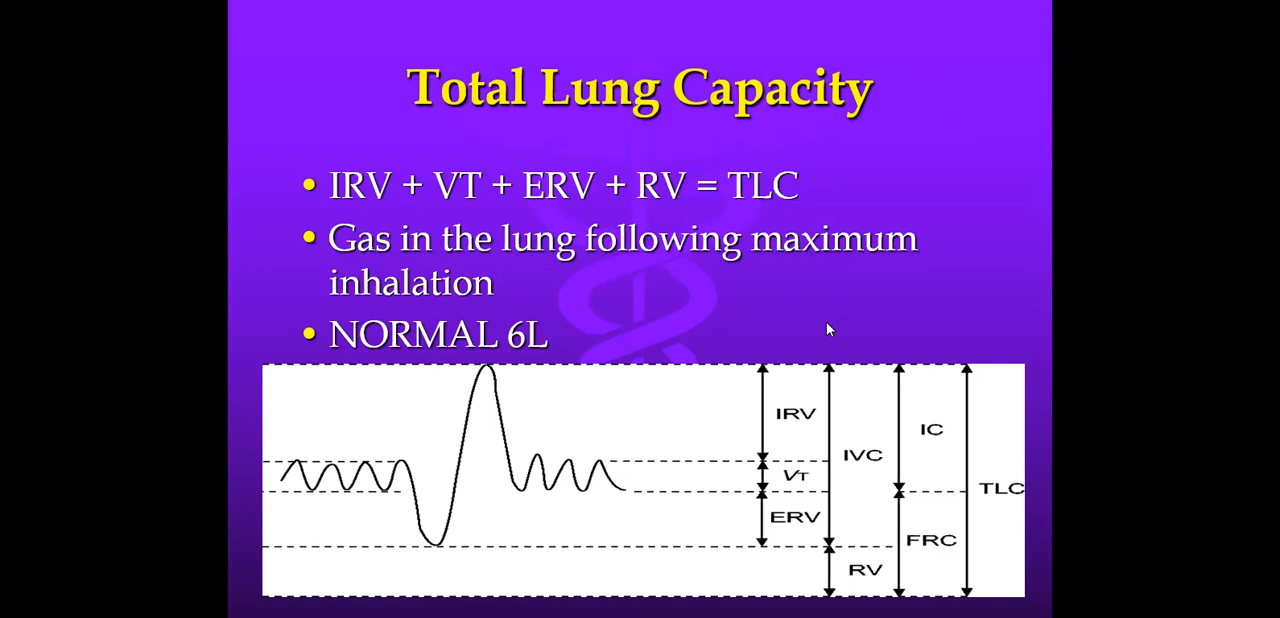 Total Lung Capacity
• IRV + VT + ERV + RV = TLC
• Gas in the lung following maximum
inhalation
• NORMAL 6L
IRV
IC
IVC
VT
TLC
ERV
FRC
RV